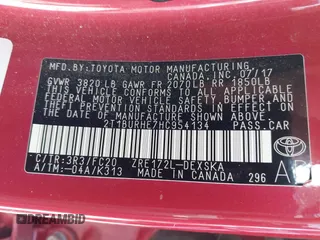 MFD.BY:TOYOTA MOTOR MANUFACTURING
CANADA,INC. 07/17
GVWR 3820LB GAWR FR 2070LB RR 1850LB
THIS VEHICLE CONFORMS TO ALL APPLICABLE
FEDERAL MOTOR VEHICLE SAFETY, BUMPER, AND
THEFT PREVENTION STANDARDS IN EFFECT ON
THE DATE OF MANUFACTURE SHOWN ABOVE.
2T1BURHE7HC954134 PASS.CAR
C/TR:3R3/FC20 ZRE172L-DEXSKA
A/TM:-04A/K313 MADE IN CANADA 296
DREAMBID